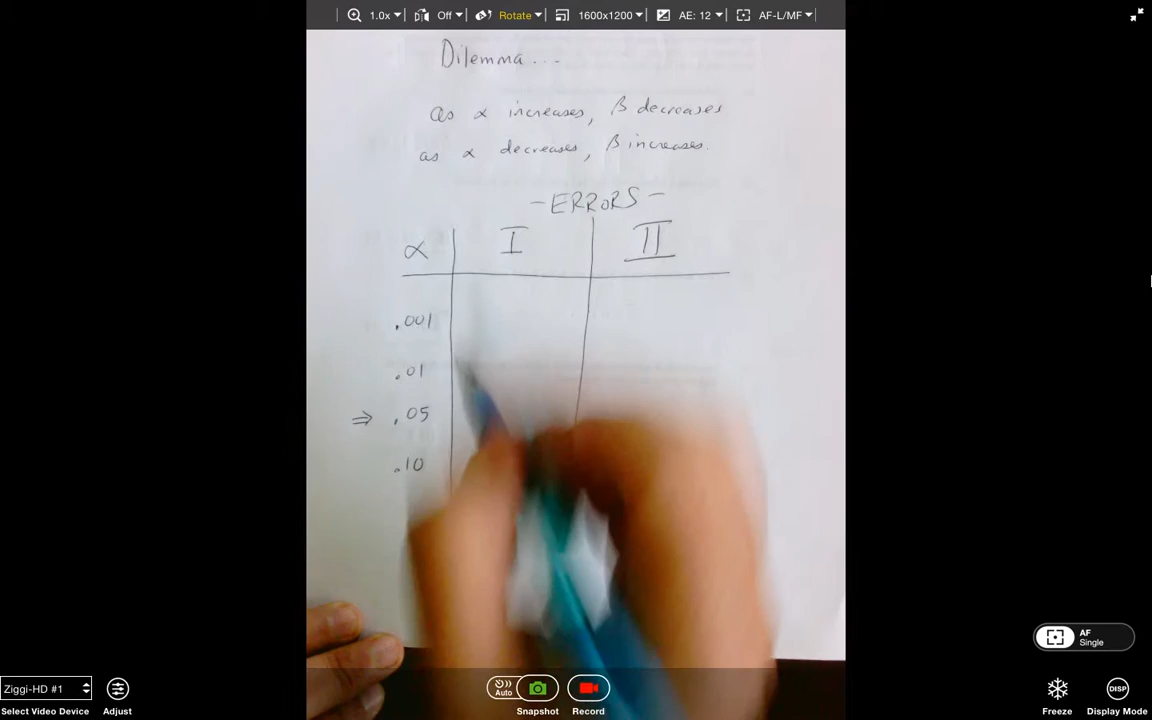 1.0x Off Rotate 1600x1200 AE: 12 AF-L/MF
Dilemma...
as α increases, β decreases
as α decreases, β increases.
- ERRORS -
α I II
.001
.01
⇒ .05
.10
AF
Single
Ziggi-HD #1
Auto
Select Video Device Adjust Snapshot Record Freeze DISP Display Mode